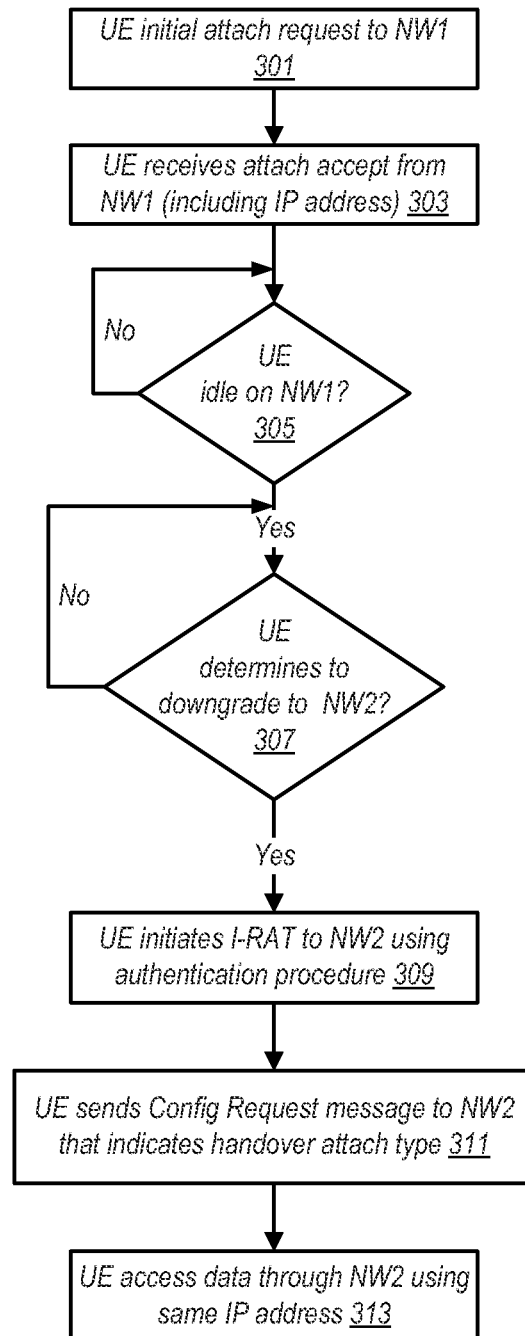 UE initial attach request to NW1
301
UE receives attach accept from
NW1 (including IP address) 303
No
UE
idle on NW1?
305
Yes
No
UE
determines to
downgrade to NW2?
307
Yes
UE initiates I-RAT to NW2 using
authentication procedure 309
UE sends Config Request message to NW2
that indicates handover attach type 311
UE access data through NW2 using
same IP address 313